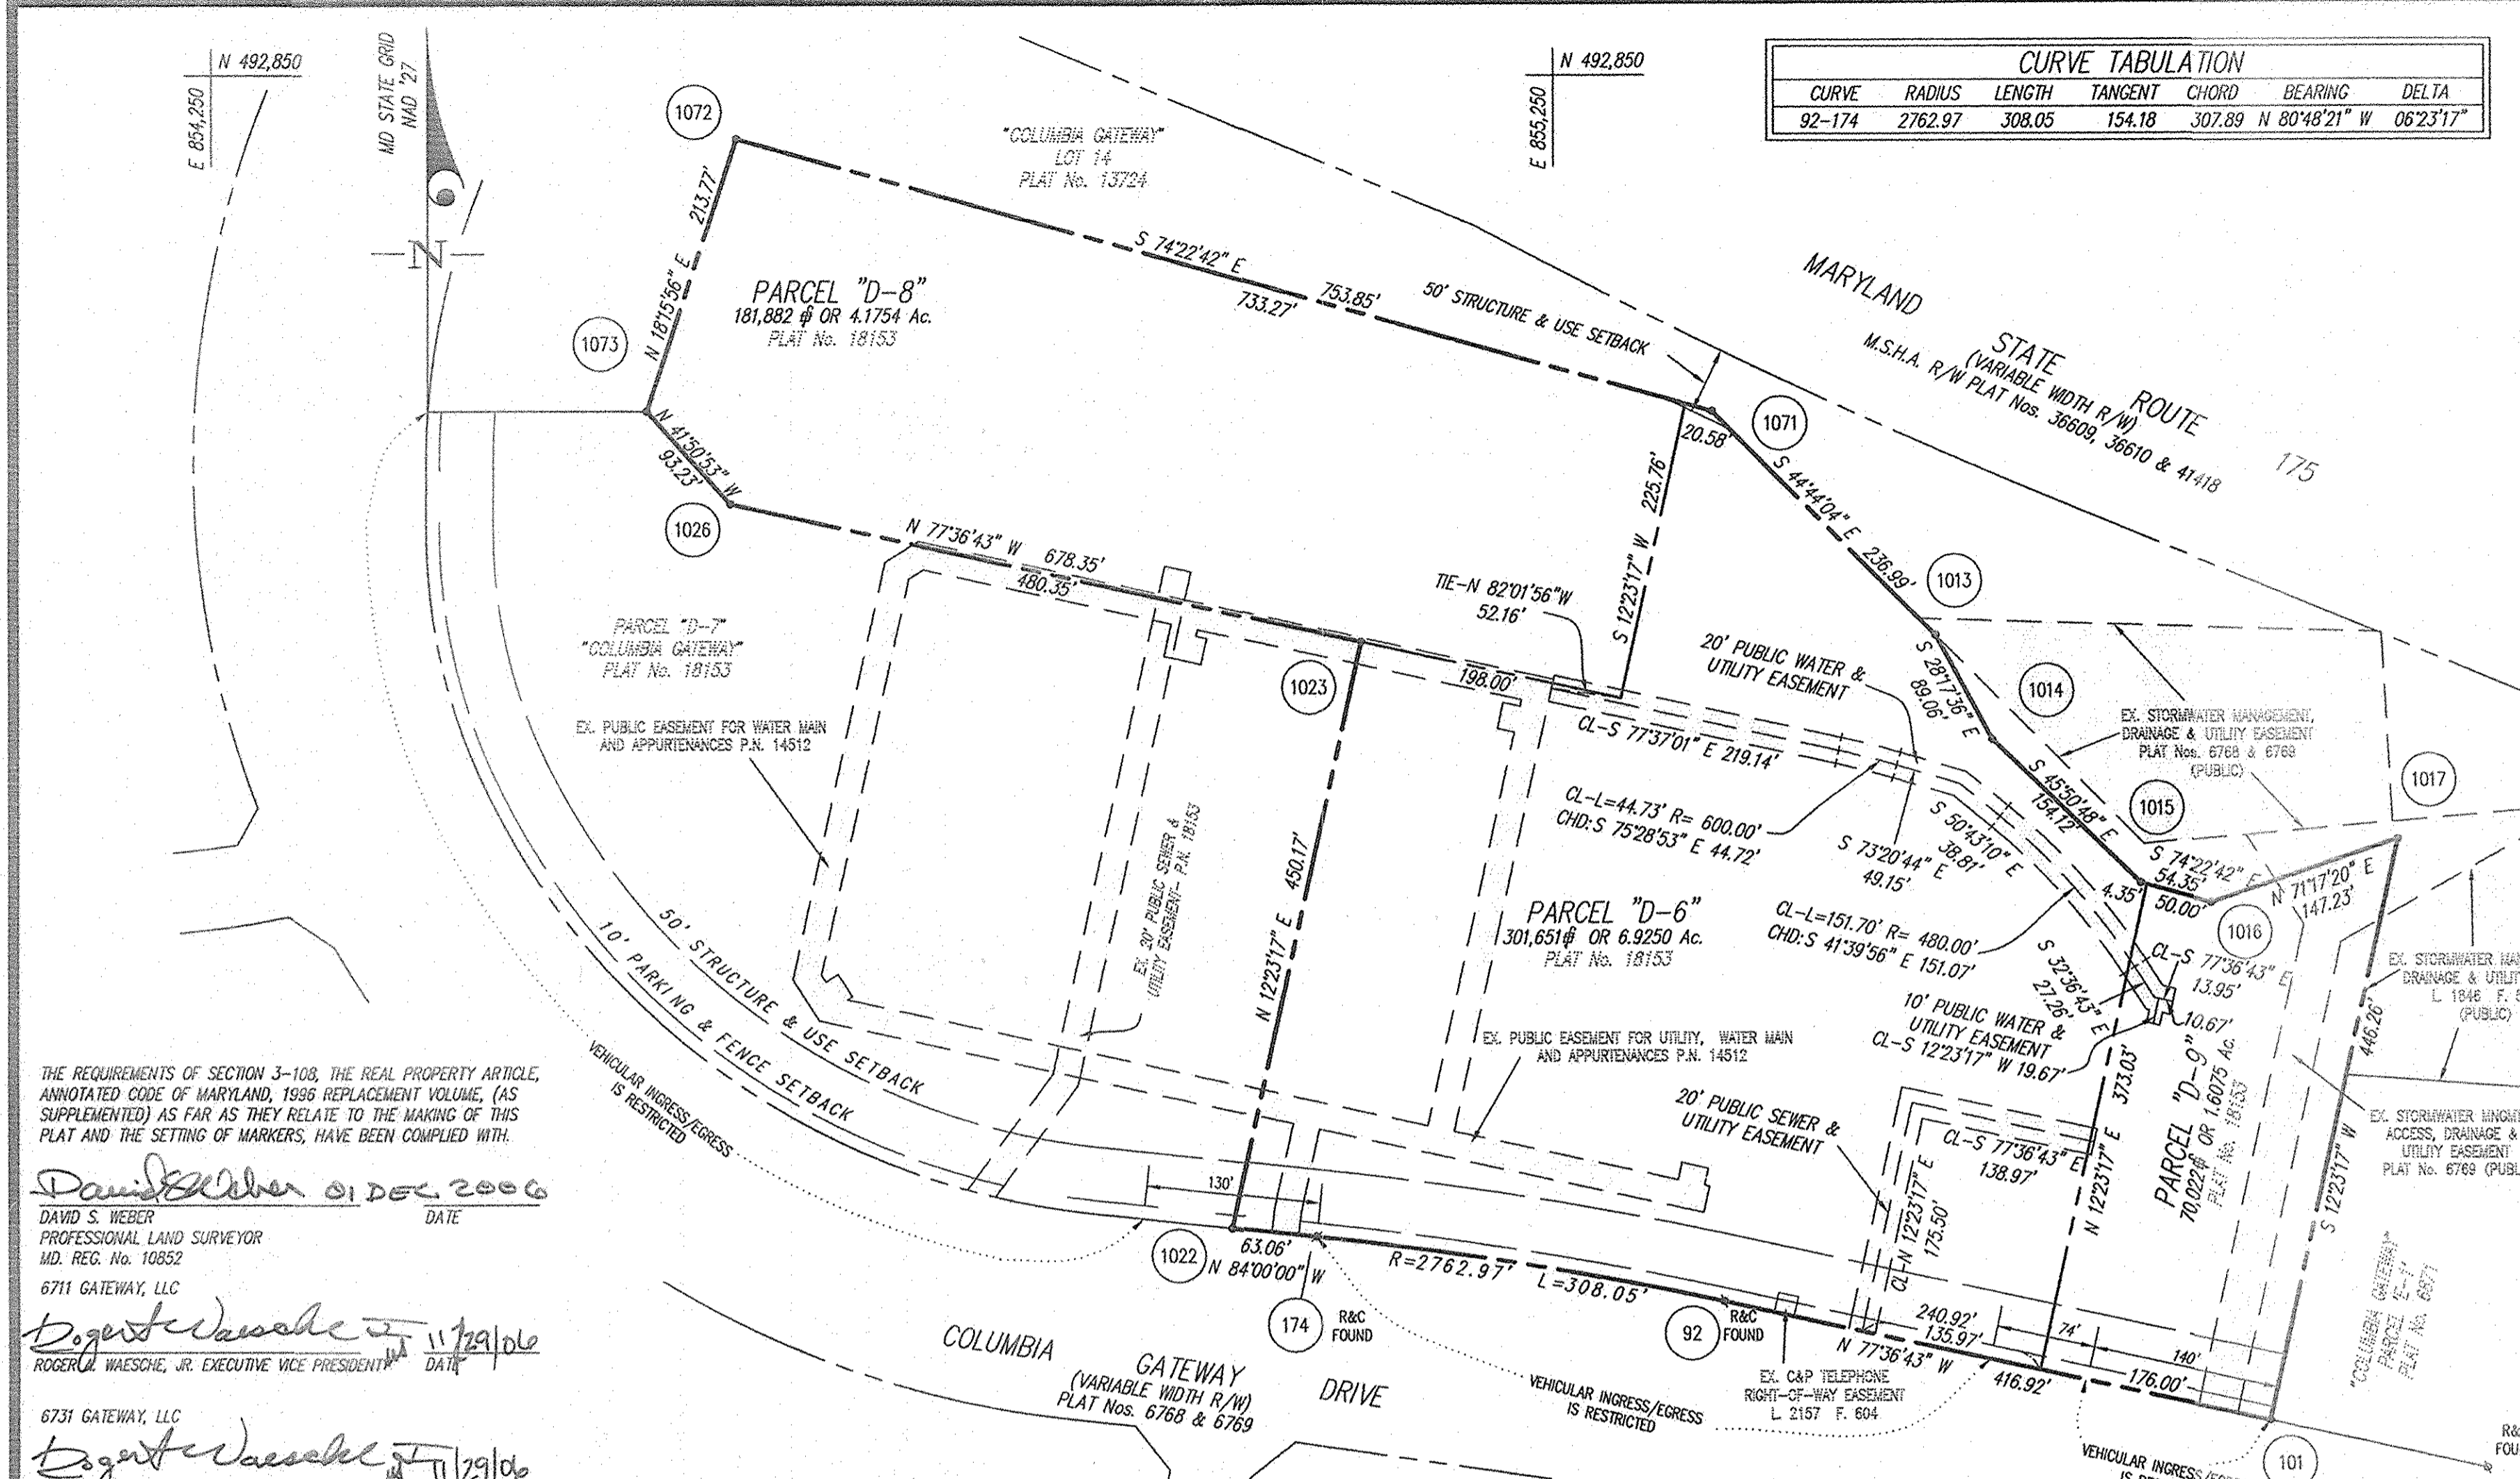 N 492,850
E 854,250
MD STATE GRID
NAD '27
N
N 492,850
E 855,250
CURVE TABULATION
CURVE RADIUS LENGTH TANGENT CHORD BEARING DELTA
92-174 2762.97 308.05 154.18 307.89 N 80°48'21" W 06°23'17"
1072
"COLUMBIA GATEWAY"
LOT 14
PLAT No. 13724
213.77'
N 18°15'56" E
S 74°22'42" E
733.27'
753.85'
PARCEL "D-8"
181,882 ⌽ OR 4.1754 Ac.
PLAT No. 18153
50' STRUCTURE & USE SETBACK
MARYLAND
STATE
ROUTE
175
(VARIABLE WIDTH R/W)
M.S.H.A. R/W PLAT Nos. 36609, 36610 & 41418
1073
N 41°50'53" W
93.23'
1026
1071
20.58'
225.76'
S 12°23'17" W
S 44°44'04" E
236.99'
1013
N 77°36'43" W
678.35'
480.35'
TIE-N 82°01'56"W
52.16'
PARCEL "D-7"
"COLUMBIA GATEWAY"
PLAT No. 18153
1023
198.00'
20' PUBLIC WATER &
UTILITY EASEMENT
S 28°17'36" E
89.06'
1014
EX. STORMWATER MANAGEMENT,
DRAINAGE & UTILITY EASEMENT
PLAT Nos. 6768 & 6769
(PUBLIC)
EX. PUBLIC EASEMENT FOR WATER MAIN
AND APPURTENANCES P.N. 14512
CL-S 77°37'01" E 219.14'
S 45°50'48" E
154.12'
1015
1017
CL-L=44.73' R= 600.00'
CHD: S 75°28'53" E 44.72'
S 73°20'44" E
49.15'
S 50°43'10" E
38.81'
S 74°22'42" E
54.35'
4.35'
50.00'
N 71°17'20" E
147.23'
1016
EX. 20' PUBLIC SEWER &
UTILITY EASEMENT- P.N. 18153
N 12°23'17" E
450.17'
PARCEL "D-6"
301,651⌽ OR 6.9250 Ac.
PLAT No. 18153
CL-L=151.70' R= 480.00'
CHD: S 41°39'56" E 151.07'
S 32°36'43" E
27.26'
CL-S 77°36'43" E
13.95'
10.67'
10' PUBLIC WATER &
UTILITY EASEMENT
CL-S 12°23'17" W 19.67'
EX. STORMWATER
DRAINAGE &
L. 1846 F.
(PUBLIC)
446.26'
S 12°23'17" W
50' STRUCTURE & USE SETBACK
10' PARKING & FENCE SETBACK
EX. PUBLIC EASEMENT FOR UTILITY, WATER MAIN
AND APPURTENANCES P.N. 14512
20' PUBLIC SEWER &
UTILITY EASEMENT
373.03'
N 12°23'17" E
PARCEL "D-9"
70,022⌽ OR 1.6075 Ac.
PLAT No. 18153
EX. STORMWATER
ACCESS, DRAINAGE &
UTILITY EASEMENT
PLAT No. 6769
CL-S 77°36'43" E
138.97'
CL-N 12°23'17" E
175.50'
"COLUMBIA GATEWAY"
PARCEL "E-1"
PLAT No. 6871
VEHICULAR INGRESS/EGRESS
IS RESTRICTED
THE REQUIREMENTS OF SECTION 3-108, THE REAL PROPERTY ARTICLE,
ANNOTATED CODE OF MARYLAND, 1996 REPLACEMENT VOLUME, (AS
SUPPLEMENTED) AS FAR AS THEY RELATE TO THE MAKING OF THIS
PLAT AND THE SETTING OF MARKERS, HAVE BEEN COMPLIED WITH.
David S Weber 01 DEC 2006
DAVID S. WEBER DATE
PROFESSIONAL LAND SURVEYOR
MD. REG. No. 10852
6711 GATEWAY, LLC
11/29/06
ROGER A. WAESCHE, JR. EXECUTIVE VICE PRESIDENT DATE
6731 GATEWAY, LLC
11/29/06
130'
1022
63.06'
N 84°00'00" W
174
R&C
FOUND
R=2762.97'
L=308.05'
92
R&C
FOUND
240.92'
135.97'
74'
140'
N 77°36'43" W
416.92'
176.00'
101
COLUMBIA
GATEWAY
DRIVE
(VARIABLE WIDTH R/W)
PLAT Nos. 6768 & 6769
VEHICULAR INGRESS/EGRESS
IS RESTRICTED
EX. C&P TELEPHONE
RIGHT-OF-WAY EASEMENT
L. 2157 F. 604
VEHICULAR